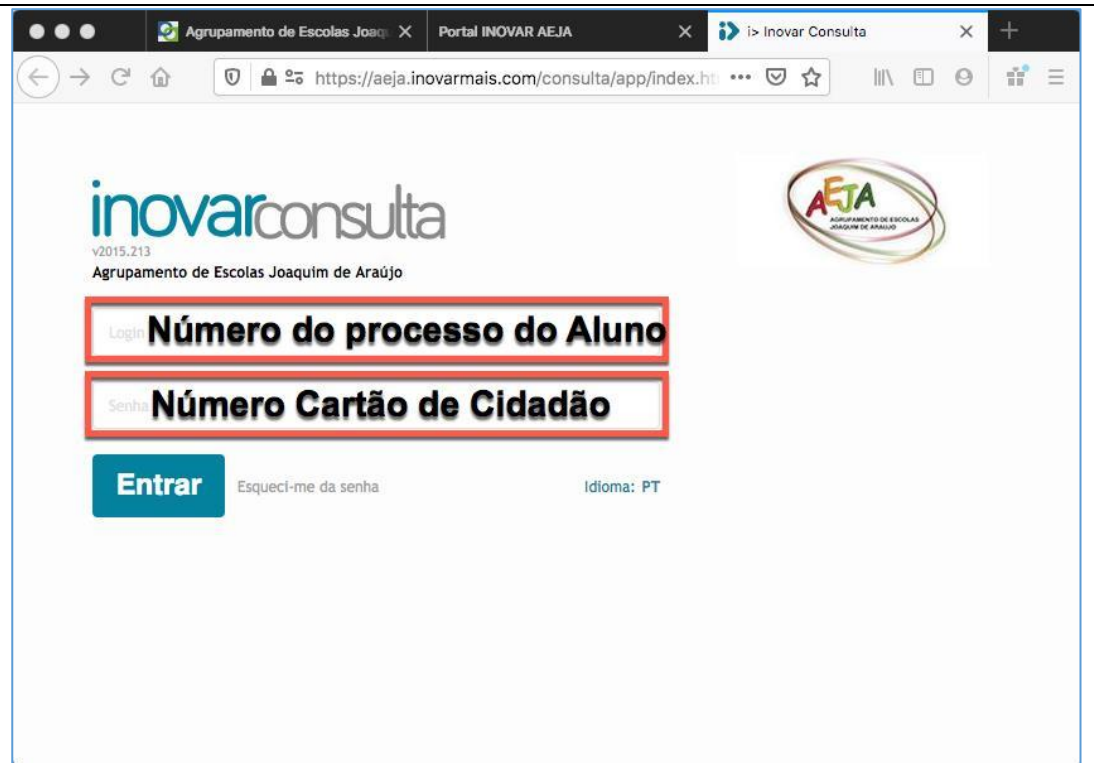 Agrupamento de Escolas Joaq
Portal INOVAR AEJA
i> Inovar Consulta
https://aeja.inovarmais.com/consulta/app/index.ht
inovarconsulta
v2015.213
Agrupamento de Escolas Joaquim de Araújo
AEJA
AGRUPAMENTO DE ESCOLAS
JOAQUIM DE ARAUJO
Login Número do processo do Aluno
Senha Número Cartão de Cidadão
Entrar Esqueci-me da senha Idioma: PT